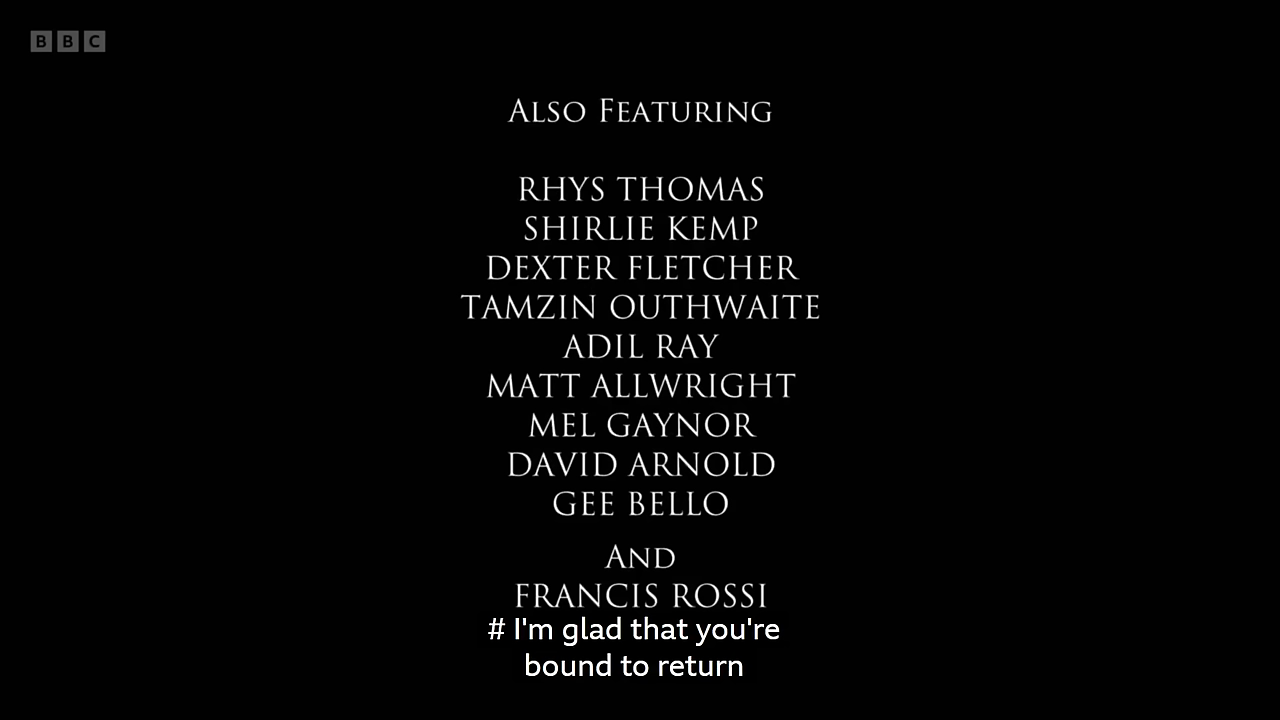 BBC
Also Featuring
RHYS THOMAS
SHIRLIE KEMP
DEXTER FLETCHER
TAMZIN OUTHWAITE
ADIL RAY
MATT ALLWRIGHT
MEL GAYNOR
DAVID ARNOLD
GEE BELLO
And
FRANCIS ROSSI
# I'm glad that you're
bound to return